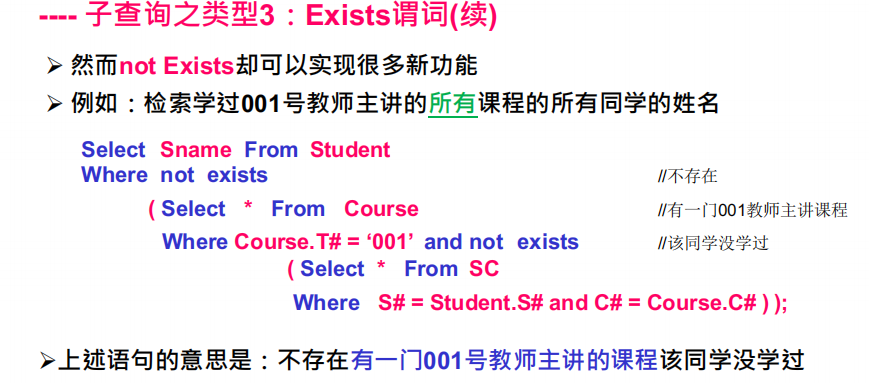 ---- 子查询之类型3：Exists谓词(续)
➢ 然而not Exists却可以实现很多新功能
➢ 例如：检索学过001号教师主讲的所有课程的所有同学的姓名
Select Sname From Student
Where not exists //不存在
( Select * From Course //有一门001教师主讲课程
Where Course.T# = ‘001’ and not exists //该同学没学过
( Select * From SC
Where S# = Student.S# and C# = Course.C# ) );
➢上述语句的意思是：不存在有一门001号教师主讲的课程该同学没学过